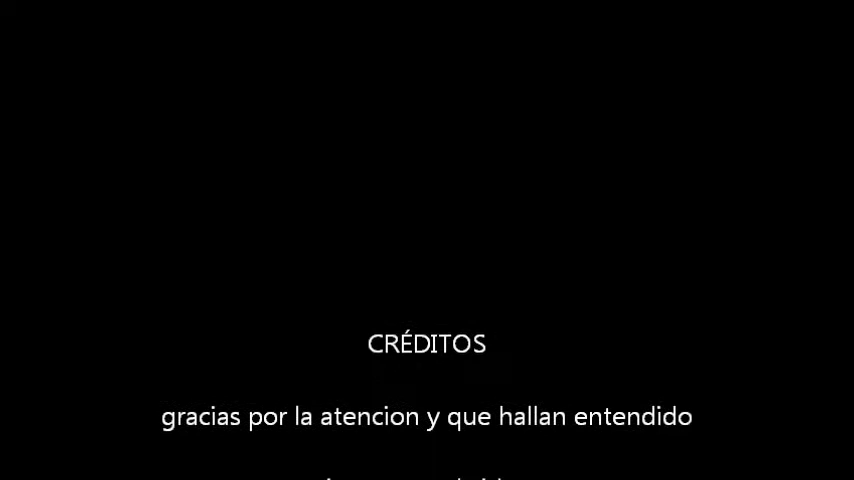 CRÉDITOS
gracias por la atencion y que hallan entendido